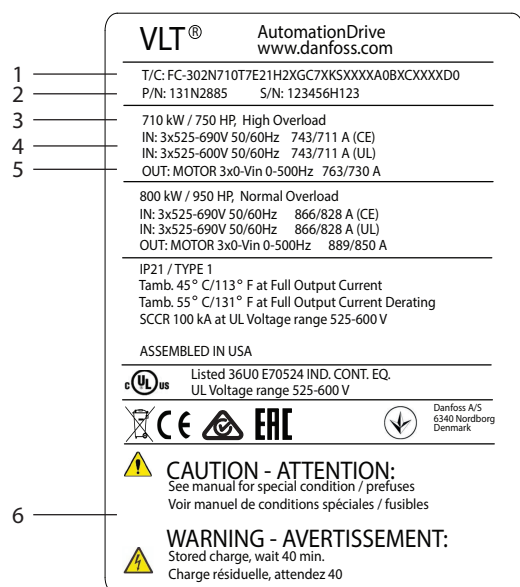 VLT® AutomationDrive
www.danfoss.com
1 T/C: FC-302N710T7E21H2XGC7XKSXXXXA0BXCXXXXD0
2 P/N: 131N2885 S/N: 123456H123
3 710 kW / 750 HP, High Overload
4 IN: 3x525-690V 50/60Hz 743/711 A (CE)
IN: 3x525-600V 50/60Hz 743/711 A (UL)
5 OUT: MOTOR 3x0-Vin 0-500Hz 763/730 A
800 kW / 950 HP, Normal Overload
IN: 3x525-690V 50/60Hz 866/828 A (CE)
IN: 3x525-690V 50/60Hz 866/828 A (UL)
OUT: MOTOR 3x0-Vin 0-500Hz 889/850 A
IP21 / TYPE 1
Tamb. 45° C/113° F at Full Output Current
Tamb. 55° C/131° F at Full Output Current Derating
SCCR 100 kA at UL Voltage range 525-600 V
ASSEMBLED IN USA
c UL us Listed 36U0 E70524 IND. CONT. EQ.
UL Voltage range 525-600 V
CE EAC
Danfoss A/S
6340 Nordborg
Denmark
CAUTION - ATTENTION:
See manual for special condition / prefuses
Voir manuel de conditions spéciales / fusibles
6
WARNING - AVERTISSEMENT:
Stored charge, wait 40 min.
Charge résiduelle, attendez 40